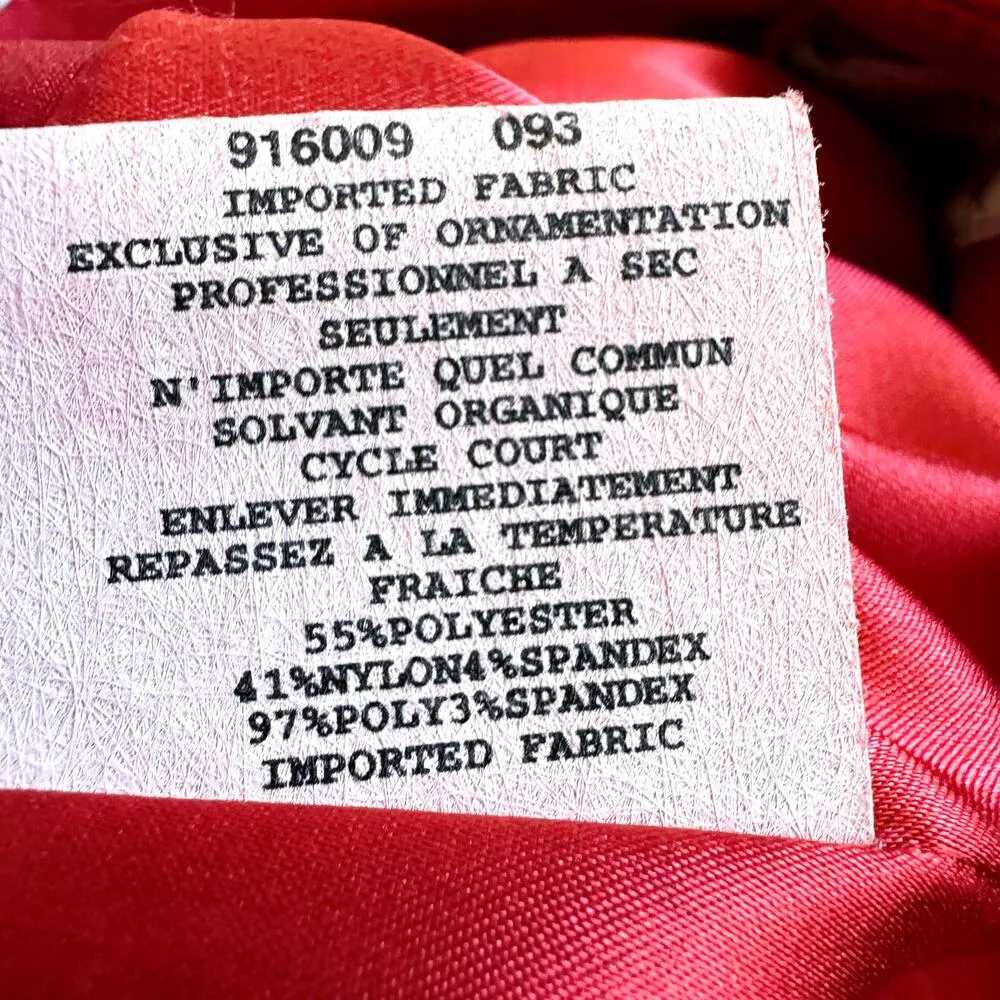 916009 093
IMPORTED FABRIC
EXCLUSIVE OF ORNAMENTATION
PROFESSIONNEL A SEC
SEULEMENT
N'IMPORTE QUEL COMMUN
SOLVANT ORGANIQUE
CYCLE COURT
ENLEVER IMMEDIATEMENT
REPASSEZ A LA TEMPERATURE
FRAICHE
55%POLYESTER
41%NYLON4%SPANDEX
97%POLY3%SPANDEX
IMPORTED FABRIC